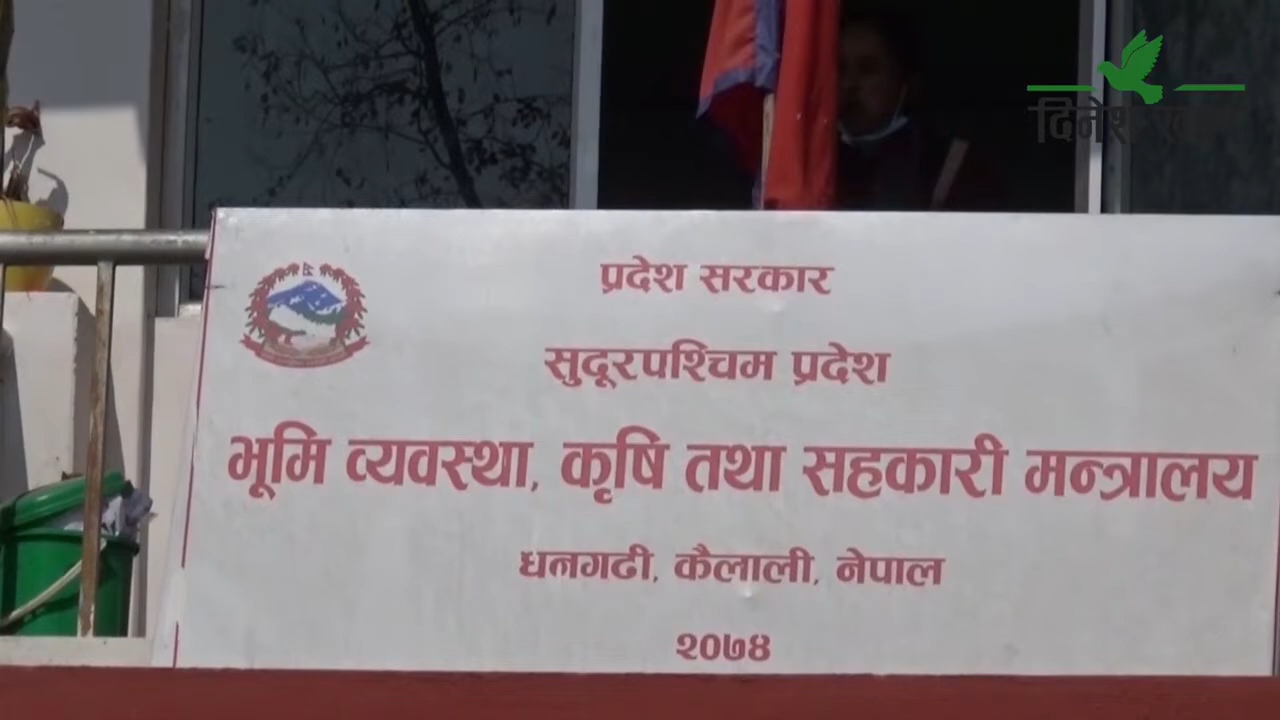 दिनेश
प्रदेश सरकार
सुदूरपश्चिम प्रदेश
भूमि व्यवस्था, कृषि तथा सहकारी मन्त्रालय
धनगढी, कैलाली, नेपाल
२०७४